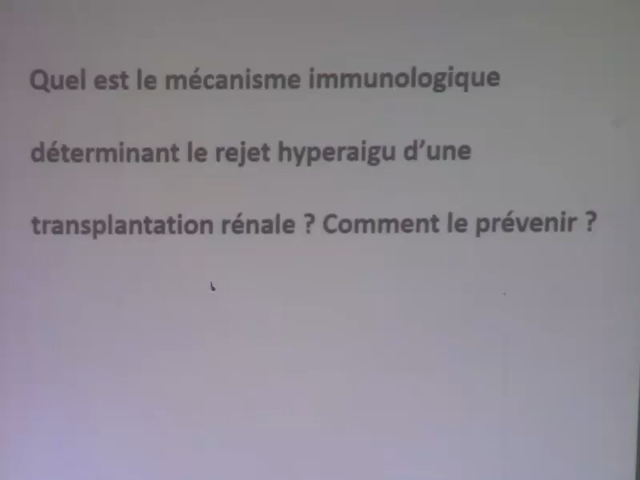 Quel est le mécanisme immunologique
déterminant le rejet hyperaigu d’une
transplantation rénale ? Comment le prévenir ?